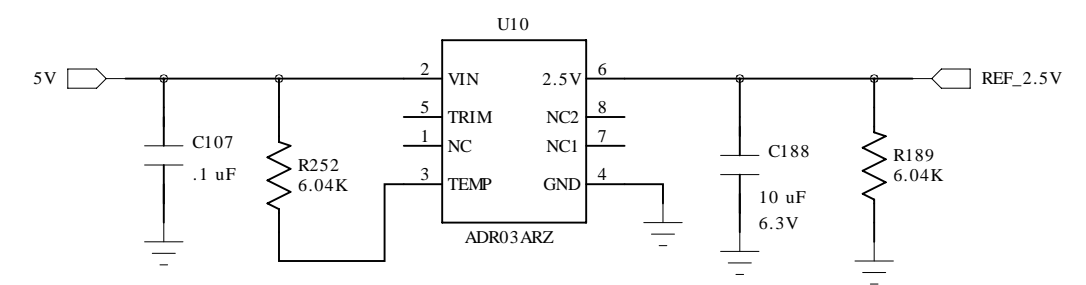 U10
5V
2
VIN
2.5V
6
REF_2.5V
5
TRIM
NC2
8
1
NC
NC1
7
3
TEMP
GND
4
ADR03ARZ
C107
.1 uF
R252
6.04K
C188
10 uF
6.3V
R189
6.04K